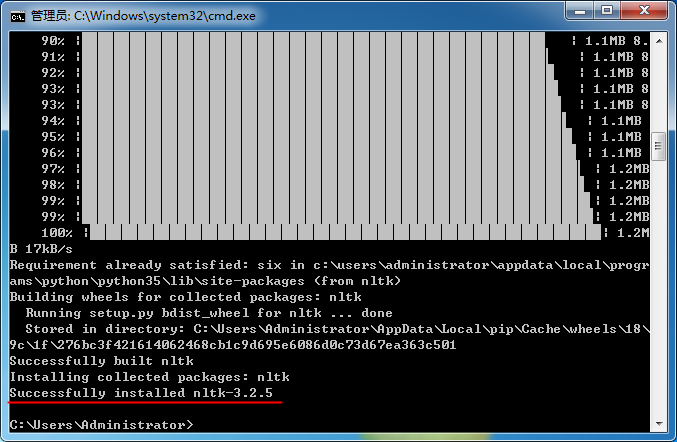 管理员: C:\Windows\system32\cmd.exe
90% | | 1.1MB 8.
91% | | 1.1MB 8
92% | | 1.1MB 8
93% | | 1.1MB 8
93% | | 1.1MB 8
94% | | 1.1MB
95% | | 1.1MB
96% | | 1.1MB
97% | | 1.2MB
98% | | 1.2MB
99% | | 1.2MB
99% | | 1.2MB
100% | | 1.2M
B 17kB/s
Requirement already satisfied: six in c:\users\administrator\appdata\local\progr
ams\python\python35\lib\site-packages (from nltk)
Building wheels for collected packages: nltk
Running setup.py bdist_wheel for nltk ... done
Stored in directory: C:\Users\Administrator\AppData\Local\pip\Cache\wheels\18\
9c\1f\276bc3f421614062468cb1c9d695e6086d0c73d67ea363c501
Successfully built nltk
Installing collected packages: nltk
Successfully installed nltk-3.2.5
C:\Users\Administrator>